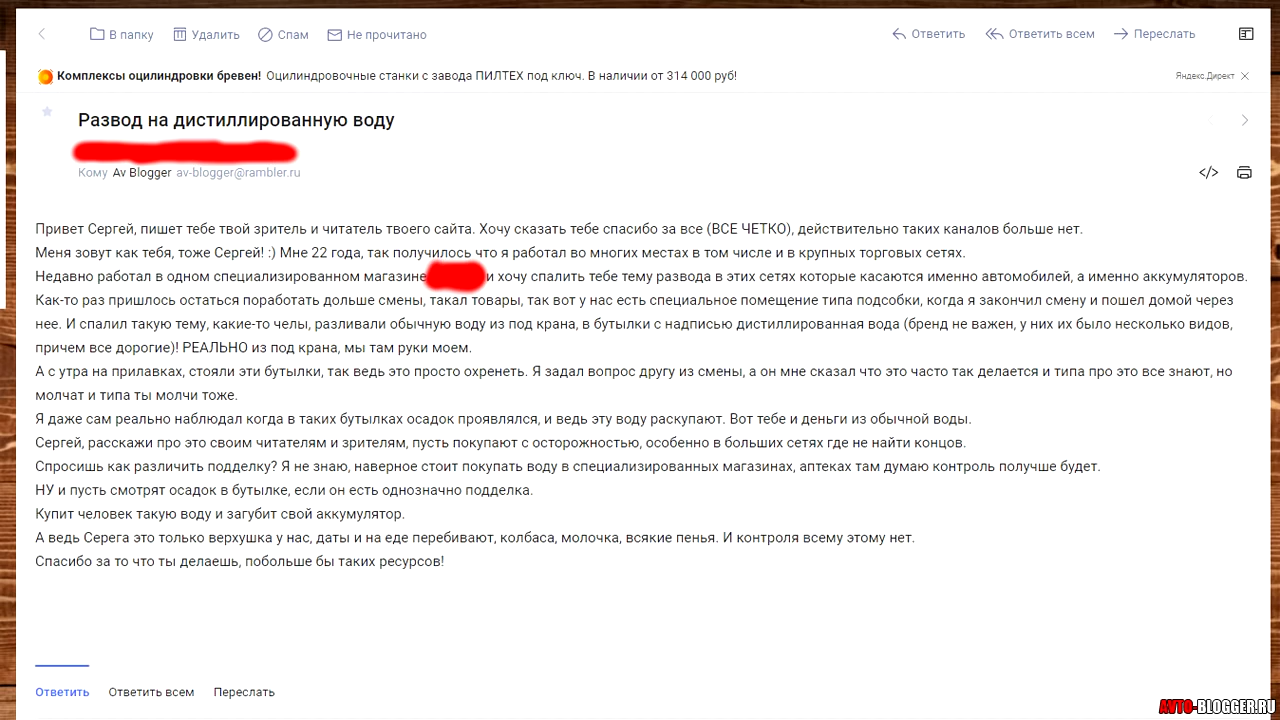 В папку Удалить Спам Не прочитано Ответить Ответить всем Переслать
Комплексы оцилиндровки бревен! Оцилиндровочные станки с завода ПИЛТЕХ под ключ. В наличии от 314 000 руб! Яндекс.Директ
Развод на дистиллированную воду
Кому Av Blogger av-blogger@rambler.ru
Привет Сергей, пишет тебе твой зритель и читатель твоего сайта. Хочу сказать тебе спасибо за все (ВСЕ ЧЕТКО), действительно таких каналов больше нет.
Меня зовут как тебя, тоже Сергей! :) Мне 22 года, так получилось что я работал во многих местах в том числе и в крупных торговых сетях.
Недавно работал в одном специализированном магазине и хочу спалить тебе тему развода в этих сетях которые касаются именно автомобилей, а именно аккумуляторов.
Как-то раз пришлось остаться поработать дольше смены, такал товары, так вот у нас есть специальное помещение типа подсобки, когда я закончил смену и пошел домой через
нее. И спалил такую тему, какие-то челы, разливали обычную воду из под крана, в бутылки с надписью дистиллированная вода (бренд не важен, у них их было несколько видов,
причем все дорогие)! РЕАЛЬНО из под крана, мы там руки моем.
А с утра на прилавках, стояли эти бутылки, так ведь это просто охренеть. Я задал вопрос другу из смены, а он мне сказал что это часто так делается и типа про это все знают, но
молчат и типа ты молчи тоже.
Я даже сам реально наблюдал когда в таких бутылках осадок проявлялся, и ведь эту воду раскупают. Вот тебе и деньги из обычной воды.
Сергей, расскажи про это своим читателям и зрителям, пусть покупают с осторожностью, особенно в больших сетях где не найти концов.
Спросишь как различить подделку? Я не знаю, наверное стоит покупать воду в специализированных магазинах, аптеках там думаю контроль получше будет.
НУ и пусть смотрят осадок в бутылке, если он есть однозначно подделка.
Купит человек такую воду и загубит свой аккумулятор.
А ведь Серега это только верхушка у нас, даты и на еде перебивают, колбаса, молочка, всякие пенья. И контроля всему этому нет.
Спасибо за то что ты делаешь, побольше бы таких ресурсов!
Ответить Ответить всем Переслать
AVTO-BLOGGER.RU